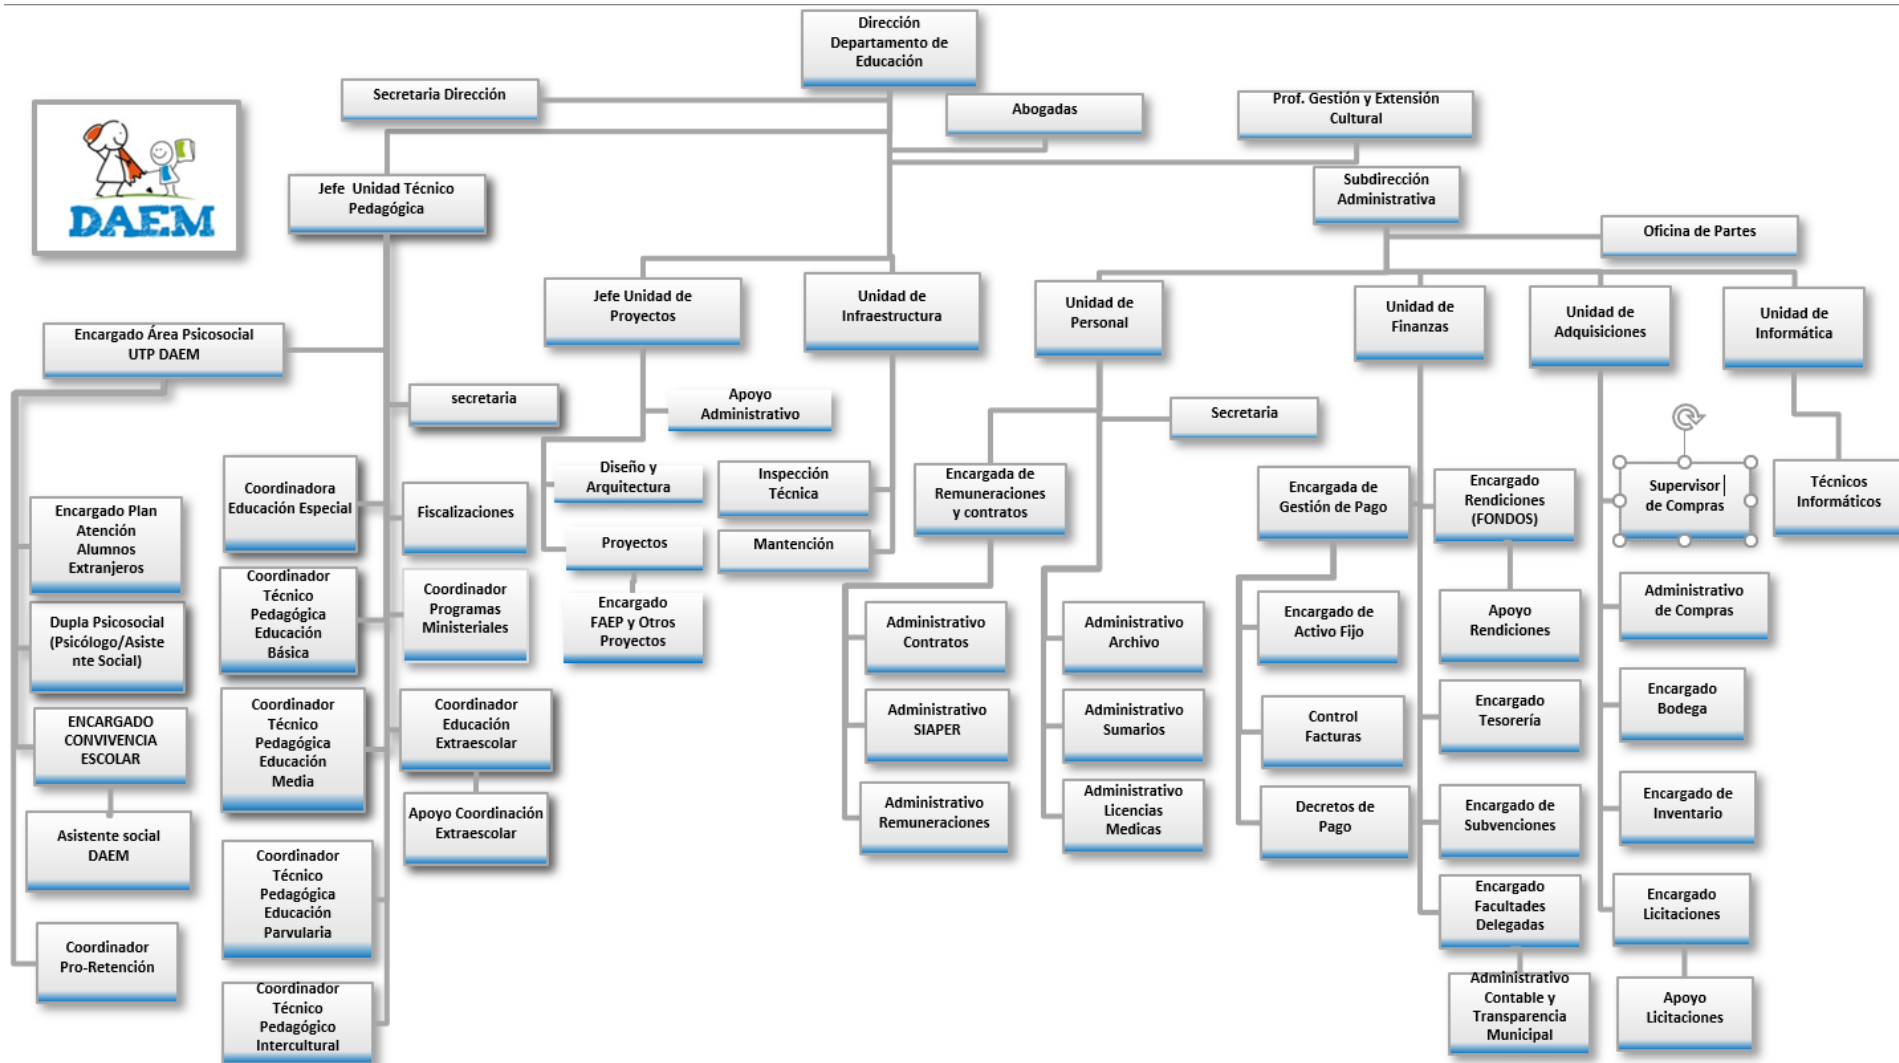 Dirección
Departamento de
Educación
Secretaria Dirección
Abogadas
Prof. Gestión y Extensión
Cultural
DAEM
Jefe Unidad Técnico
Pedagógica
Subdirección
Administrativa
Oficina de Partes
Jefe Unidad de
Proyectos
Unidad de
Infraestructura
Unidad de
Personal
Unidad de
Finanzas
Unidad de
Adquisiciones
Unidad de
Informática
Encargado Área Psicosocial
UTP DAEM
secretaria
Apoyo
Administrativo
Secretaria
Coordinadora
Educación Especial
Fiscalizaciones
Diseño y
Arquitectura
Inspección
Técnica
Encargada de
Remuneraciones
y contratos
Encargada de
Gestión de Pago
Encargado
Rendiciones
(FONDOS)
Supervisor
de Compras
Técnicos
Informáticos
Encargado Plan
Atención
Alumnos
Extranjeros
Proyectos
Mantención
Coordinador
Técnico
Pedagógica
Educación
Básica
Coordinador
Programas
Ministeriales
Encargado
FAEP y Otros
Proyectos
Administrativo
Contratos
Administrativo
Archivo
Encargado de
Activo Fijo
Apoyo
Rendiciones
Administrativo
de Compras
Dupla Psicosocial
(Psicólogo/Asiste
nte Social)
Coordinador
Técnico
Pedagógica
Educación
Media
Coordinador
Educación
Extraescolar
Administrativo
SIAPER
Administrativo
Sumarios
Control
Facturas
Encargado
Tesorería
Encargado
Bodega
ENCARGADO
CONVIVENCIA
ESCOLAR
Apoyo Coordinación
Extraescolar
Administrativo
Remuneraciones
Administrativo
Licencias
Medicas
Decretos de
Pago
Encargado de
Subvenciones
Encargado de
Inventario
Asistente social
DAEM
Coordinador
Técnico
Pedagógica
Educación
Parvularia
Encargado
Facultades
Delegadas
Encargado
Licitaciones
Coordinador
Pro-Retención
Coordinador
Técnico
Pedagógico
Intercultural
Administrativo
Contable y
Transparencia
Municipal
Apoyo
Licitaciones